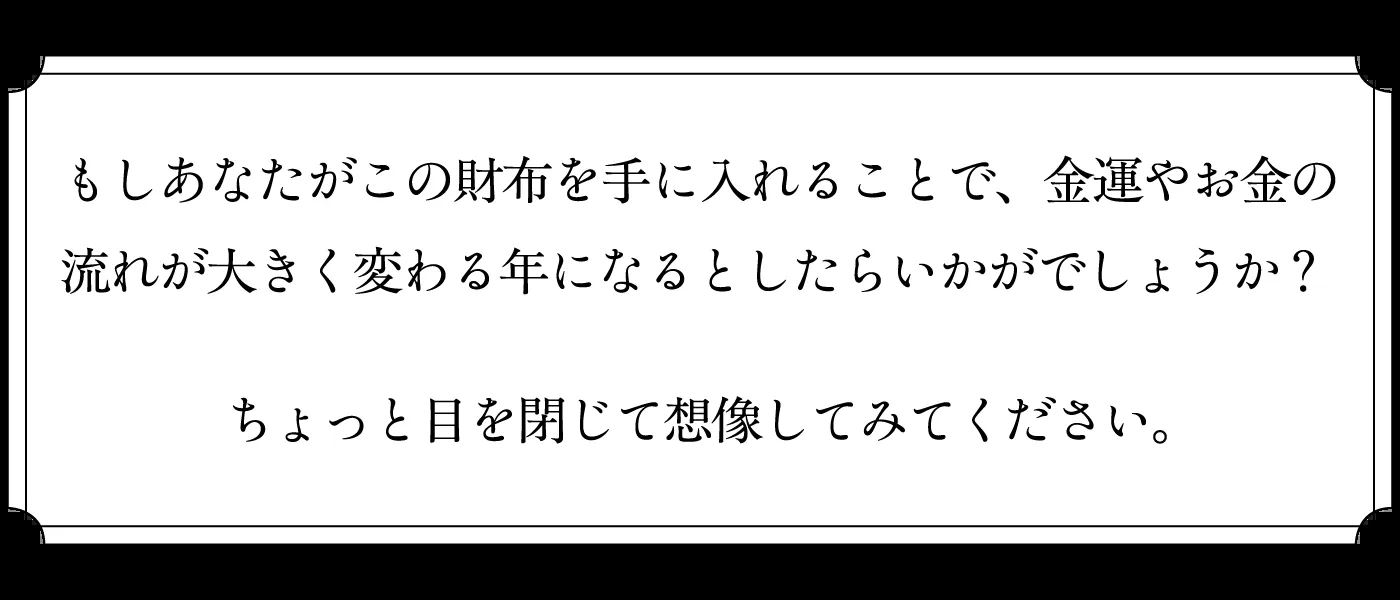 もしあなたがこの財布を手に入れることで、金運やお金の
流れが大きく変わる年になるとしたらいかがでしょうか？
ちょっと目を閉じて想像してみてください。